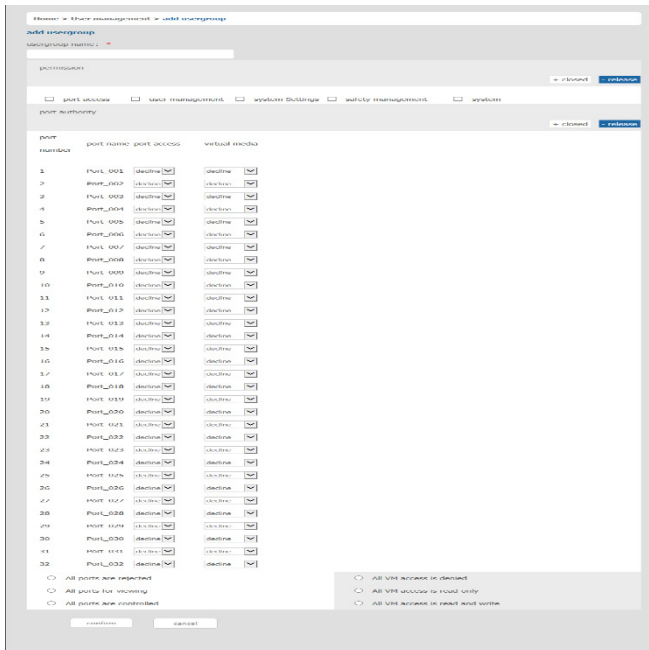 Home > User management > add usergroup
add usergroup
usergroup name: *
permission
+ closed - release
port access user management system Settings safety management system
port authority
+ closed - release
port number port name port access virtual media
1 Port_001 decline decline
2 Port_002 decline decline
3 Port_003 decline decline
4 Port_004 decline decline
5 Port_005 decline decline
6 Port_006 decline decline
7 Port_007 decline decline
8 Port_008 decline decline
9 Port_009 decline decline
10 Port_010 decline decline
11 Port_011 decline decline
12 Port_012 decline decline
13 Port_013 decline decline
14 Port_014 decline decline
15 Port_015 decline decline
16 Port_016 decline decline
17 Port_017 decline decline
18 Port_018 decline decline
19 Port_019 decline decline
20 Port_020 decline decline
21 Port_021 decline decline
22 Port_022 decline decline
23 Port_023 decline decline
24 Port_024 decline decline
25 Port_025 decline decline
26 Port_026 decline decline
27 Port_027 decline decline
28 Port_028 decline decline
29 Port_029 decline decline
30 Port_030 decline decline
31 Port_031 decline decline
32 Port_032 decline decline
All ports are rejected All VM access is denied
All ports for viewing All VM access is read only
All ports are controlled All VM access is read and write
confirm cancel